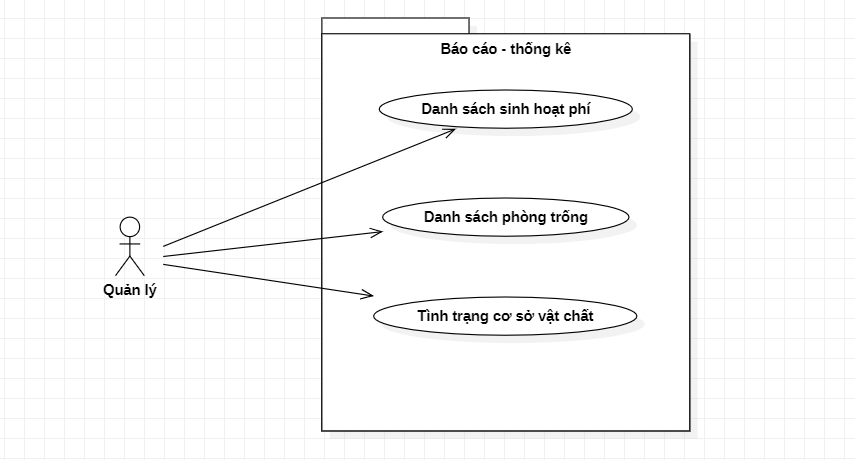 Báo cáo - thống kê
Danh sách sinh hoạt phí
Danh sách phòng trống
Quản lý
Tình trạng cơ sở vật chất